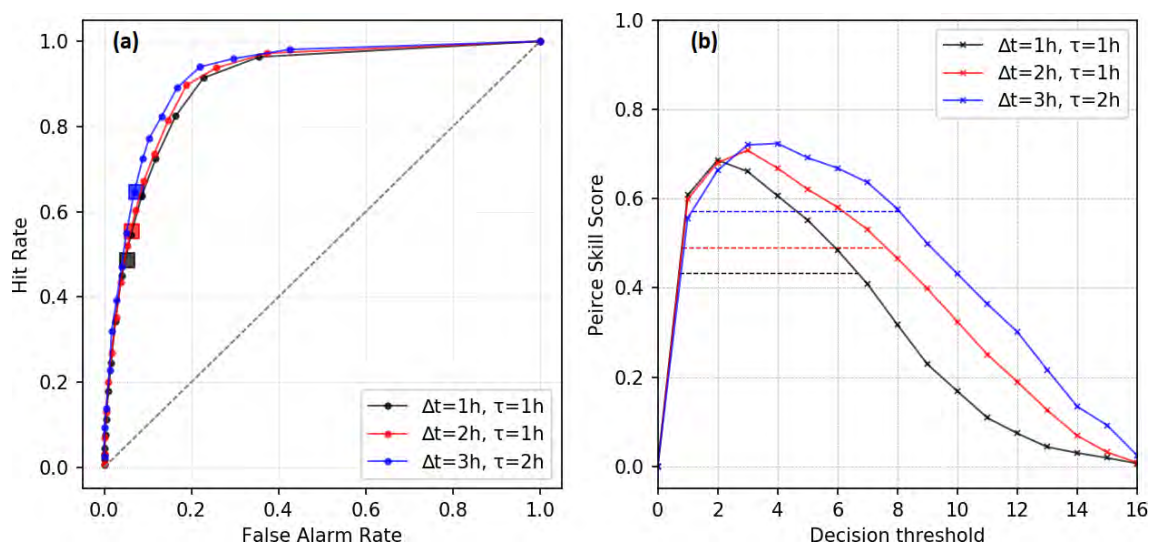 (a)
1.0
0.8
0.6
0.4
0.2
0.0
Hit Rate
0.0
0.2
0.4
0.6
0.8
1.0
False Alarm Rate
Δt=1h, τ=1h
Δt=2h, τ=1h
Δt=3h, τ=2h
(b)
1.0
0.8
0.6
0.4
0.2
0.0
Peirce Skill Score
0
2
4
6
8
10
12
14
16
Decision threshold
Δt=1h, τ=1h
Δt=2h, τ=1h
Δt=3h, τ=2h